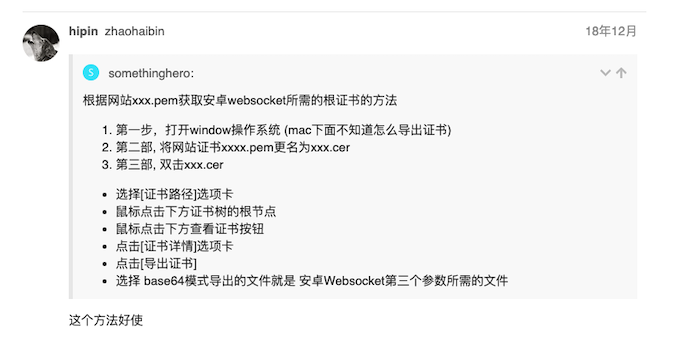 hipin zhaohaibin 18年12月
S somethinghero:
根据网站xxx.pem获取安卓websocket所需的根证书的方法
1. 第一步，打开window操作系统 (mac下面不知道怎么导出证书)
2. 第二部, 将网站证书xxxx.pem更名为xxx.cer
3. 第三部, 双击xxx.cer
• 选择[证书路径]选项卡
• 鼠标点击下方证书树的根节点
• 鼠标点击下方查看证书按钮
• 点击[证书详情]选项卡
• 点击[导出证书]
• 选择 base64模式导出的文件就是 安卓Websocket第三个参数所需的文件
这个方法好使